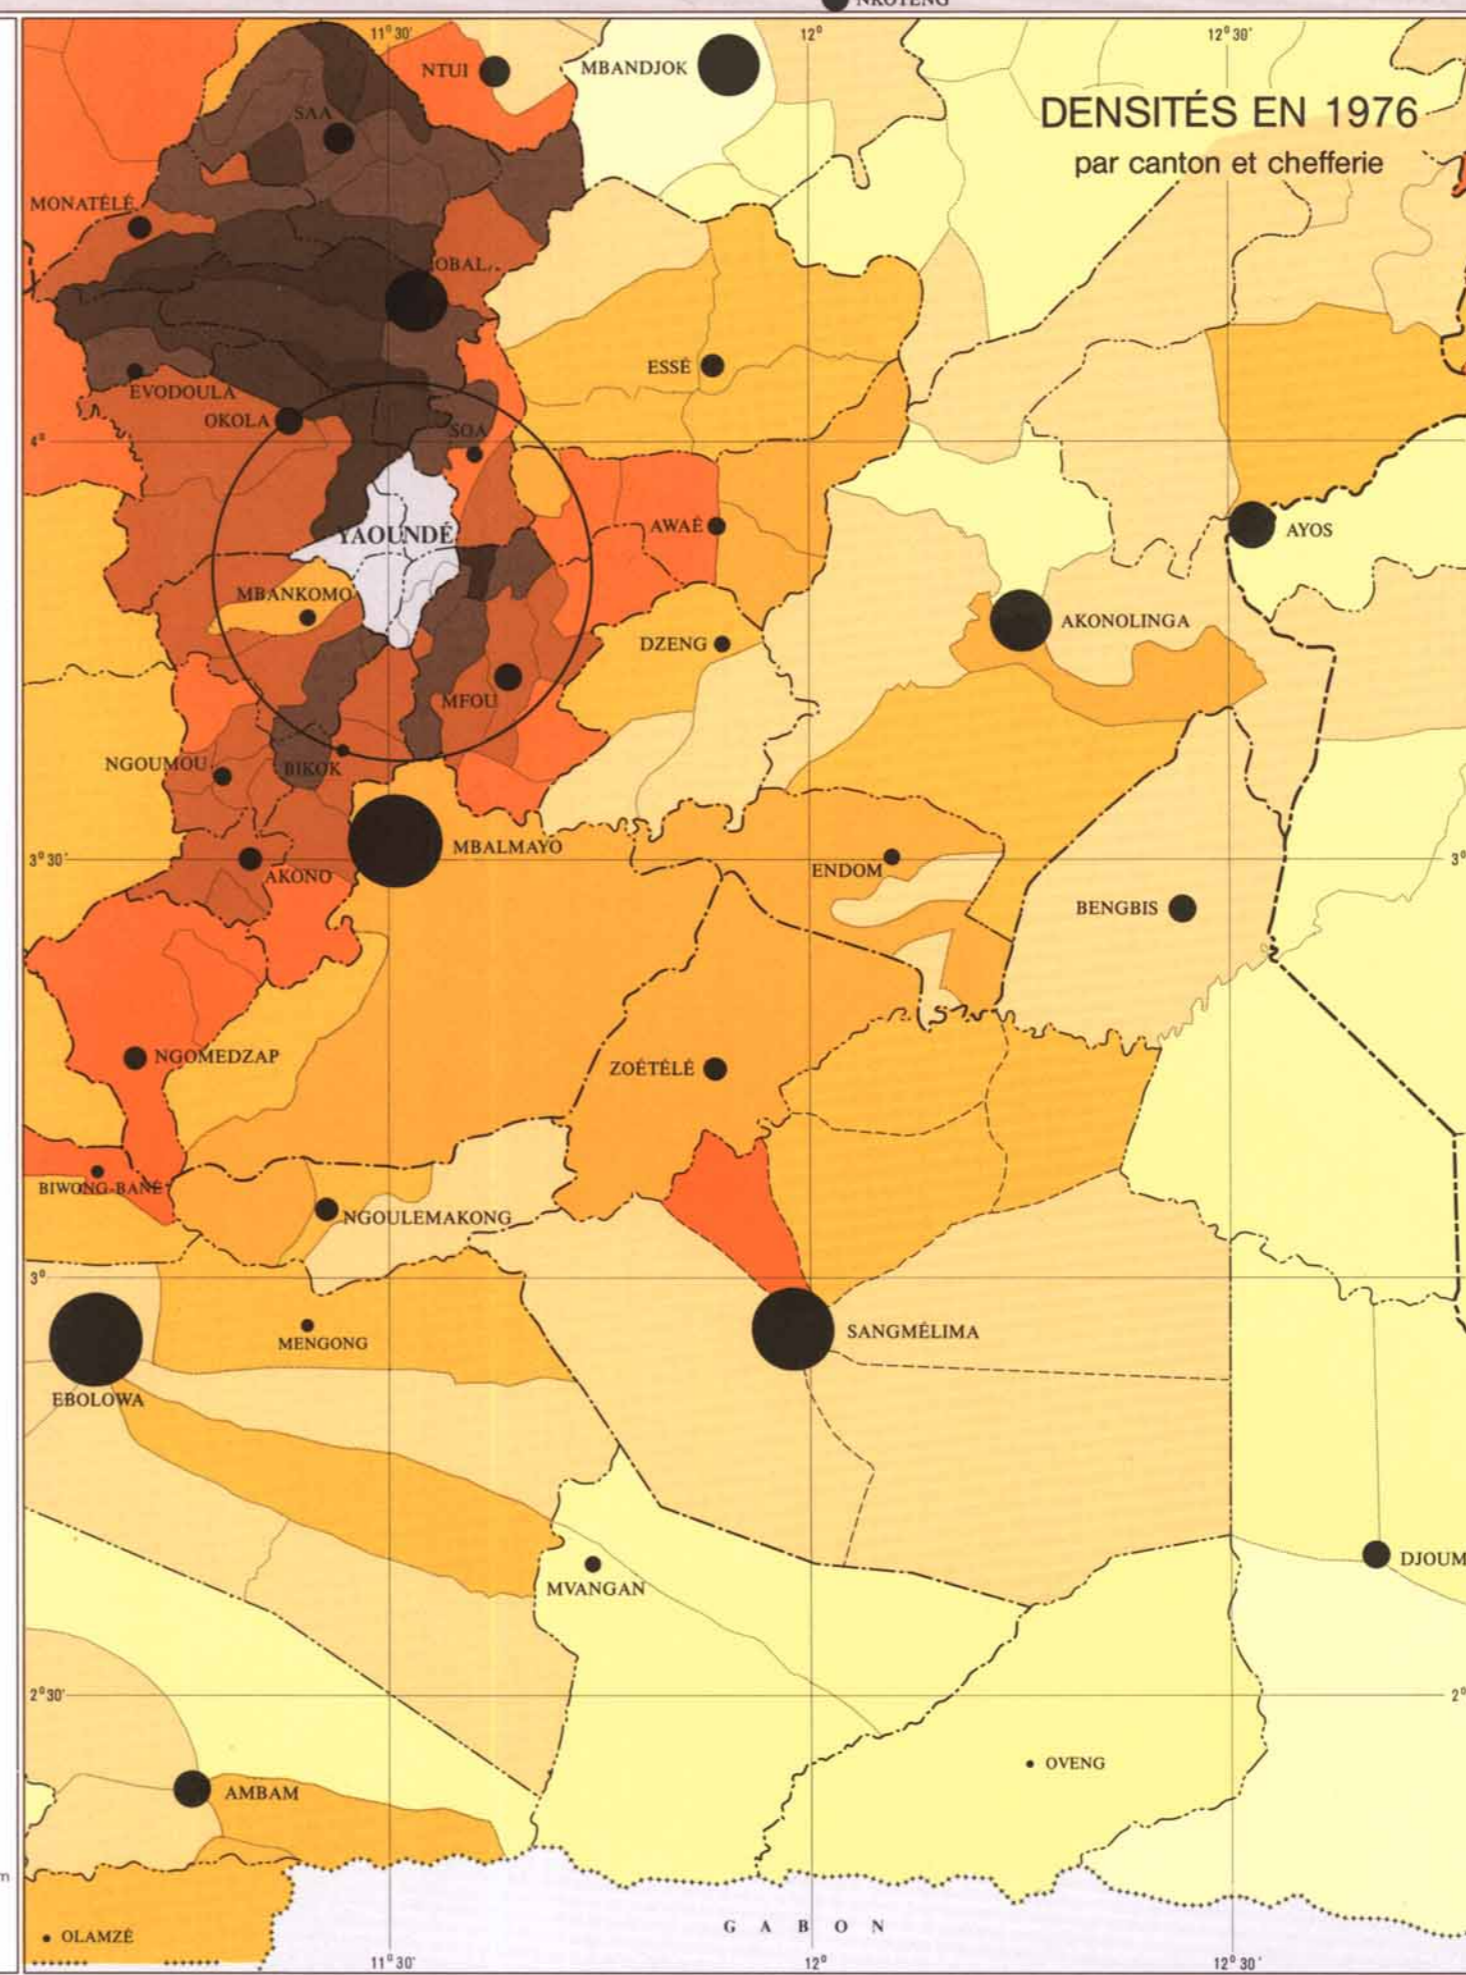 NKOTENG
11°30'
12°
12°30'
NTUI
MBANDJOK
DENSITÉS EN 1976
par canton et chefferie
SAA
MONATÉLÉ
OBALA
ESSÉ
EVODOULA
OKOLA
SOA
4°
YAOUNDÉ
AWAÉ
AYOS
MBANKOMO
AKONOLINGA
DZENG
MFOU
NGOUMOU
BIKOK
MBALMAYO
3°30'
3°
ENDOM
AKONO
BENGBIS
NGOMEDZAP
ZOÉTÉLÉ
BIWONG-BANÉ
NGOULEMAKONG
3°
MENGONG
SANGMÉLIMA
EBOLOWA
MVANGAN
DJOUM
2°30'
2°
OVENG
AMBAM
m
GABON
OLAMZÉ
11°30'
12°
12°30'